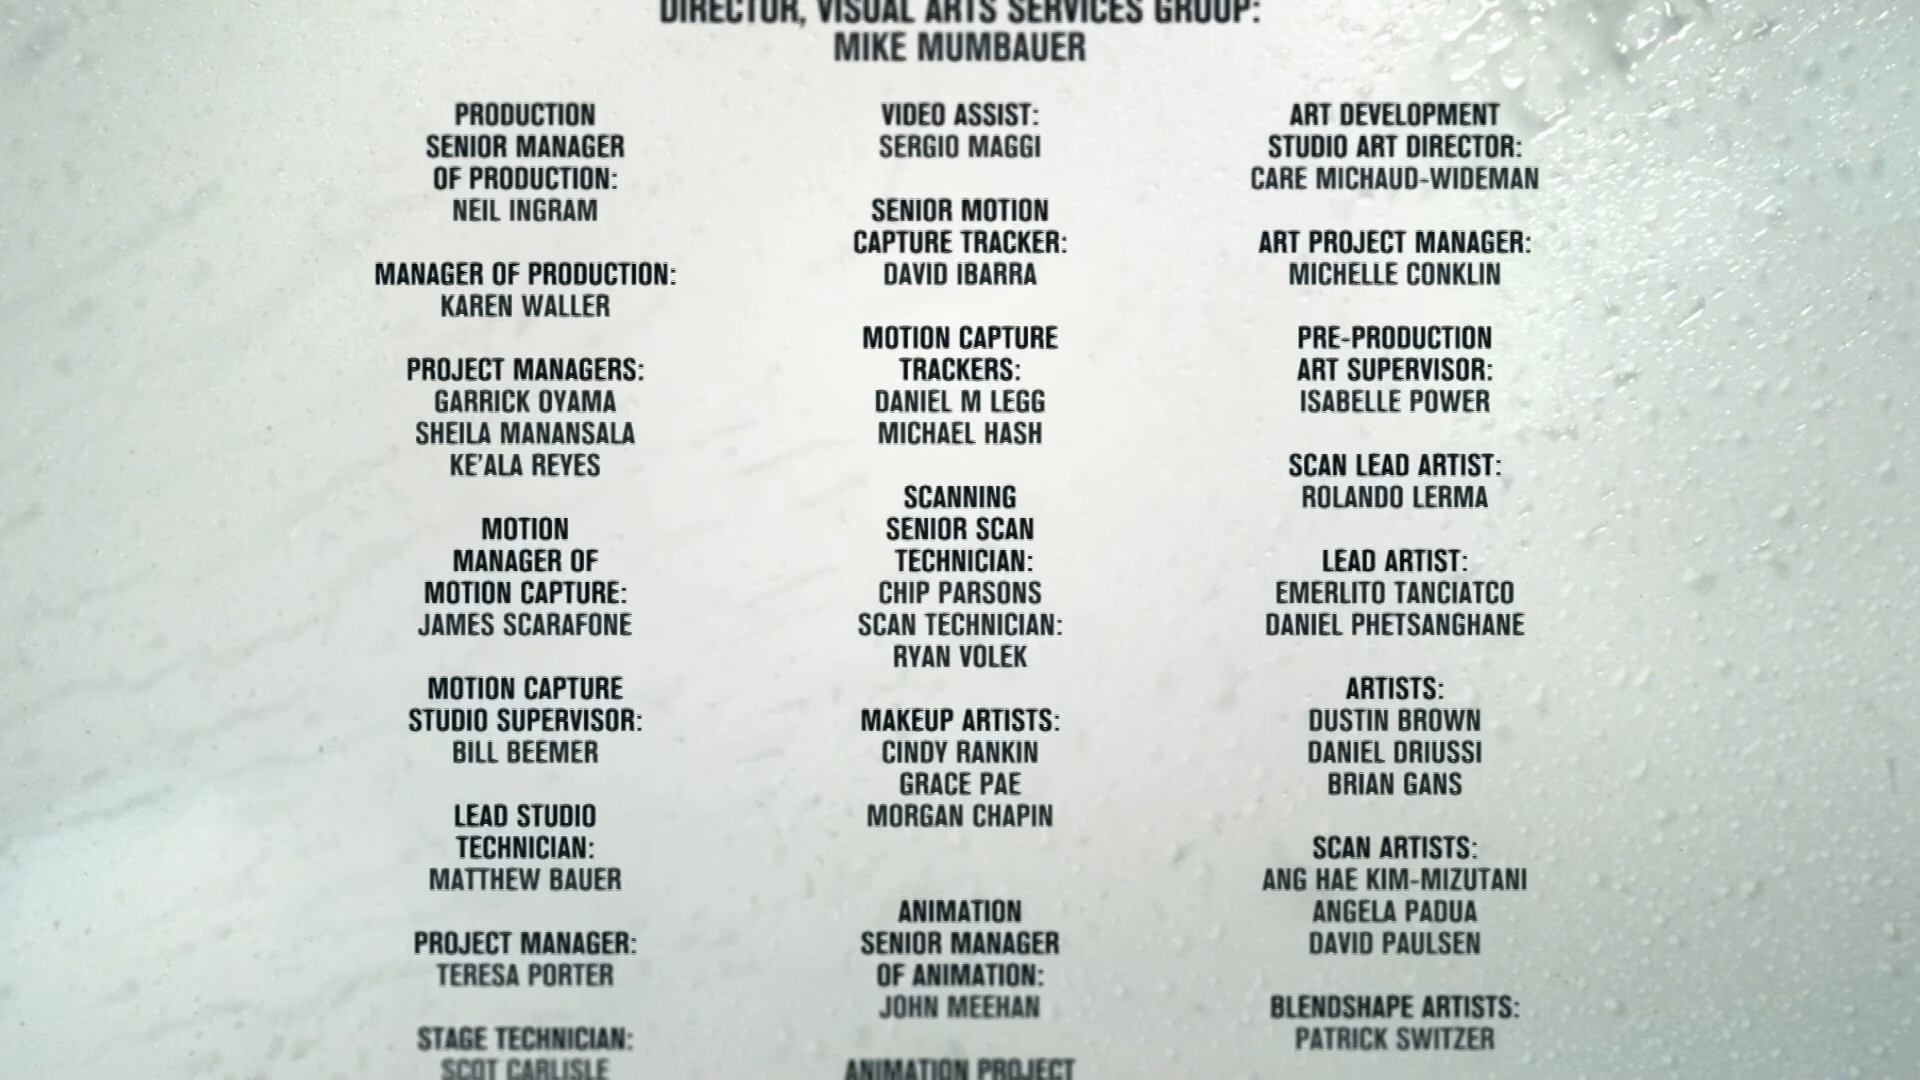 DIRECTOR, VISUAL ARTS SERVICES GROUP:
MIKE MUMBAUER
PRODUCTION
SENIOR MANAGER
OF PRODUCTION:
NEIL INGRAM
MANAGER OF PRODUCTION:
KAREN WALLER
PROJECT MANAGERS:
GARRICK OYAMA
SHEILA MANANSALA
KE'ALA REYES
MOTION
MANAGER OF
MOTION CAPTURE:
JAMES SCARAFONE
MOTION CAPTURE
STUDIO SUPERVISOR:
BILL BEEMER
LEAD STUDIO
TECHNICIAN:
MATTHEW BAUER
PROJECT MANAGER:
TERESA PORTER
STAGE TECHNICIAN:
SCOT CARLISLE
VIDEO ASSIST:
SERGIO MAGGI
SENIOR MOTION
CAPTURE TRACKER:
DAVID IBARRA
MOTION CAPTURE
TRACKERS:
DANIEL M LEGG
MICHAEL HASH
SCANNING
SENIOR SCAN
TECHNICIAN:
CHIP PARSONS
SCAN TECHNICIAN:
RYAN VOLEK
MAKEUP ARTISTS:
CINDY RANKIN
GRACE PAE
MORGAN CHAPIN
ANIMATION
SENIOR MANAGER
OF ANIMATION:
JOHN MEEHAN
ANIMATION PROJECT
ART DEVELOPMENT
STUDIO ART DIRECTOR:
CARE MICHAUD-WIDEMAN
ART PROJECT MANAGER:
MICHELLE CONKLIN
PRE-PRODUCTION
ART SUPERVISOR:
ISABELLE POWER
SCAN LEAD ARTIST:
ROLANDO LERMA
LEAD ARTIST:
EMERLITO TANCIATCO
DANIEL PHETSANGHANE
ARTISTS:
DUSTIN BROWN
DANIEL DRIUSSI
BRIAN GANS
SCAN ARTISTS:
ANG HAE KIM-MIZUTANI
ANGELA PADUA
DAVID PAULSEN
BLENDSHAPE ARTISTS:
PATRICK SWITZER